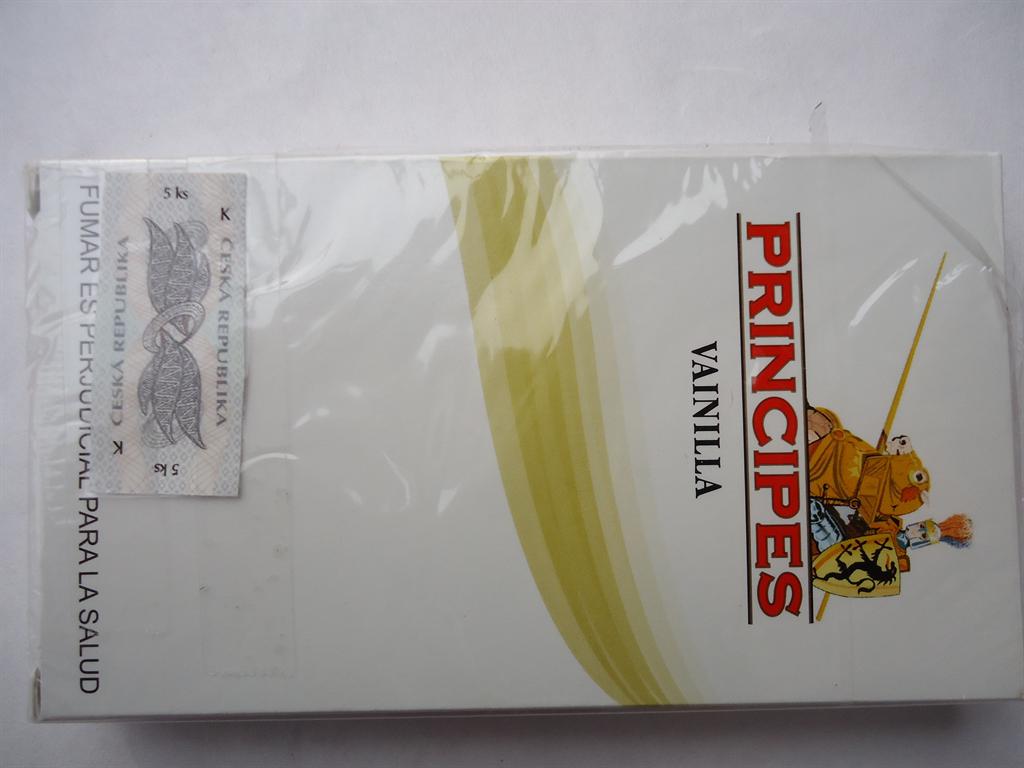 PRINCIPES
VAINILLA
5 ks
K
ČESKÁ REPUBLIKA
ČESKÁ REPUBLIKA
K
5 ks
FUMAR ES PERJUDICIAL PARA LA SALUD